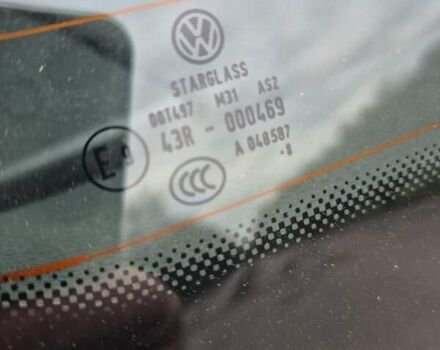 STARGLASS
DOT497 M31 AS2
E9 43R - 000469
A 048587
CCC
.8